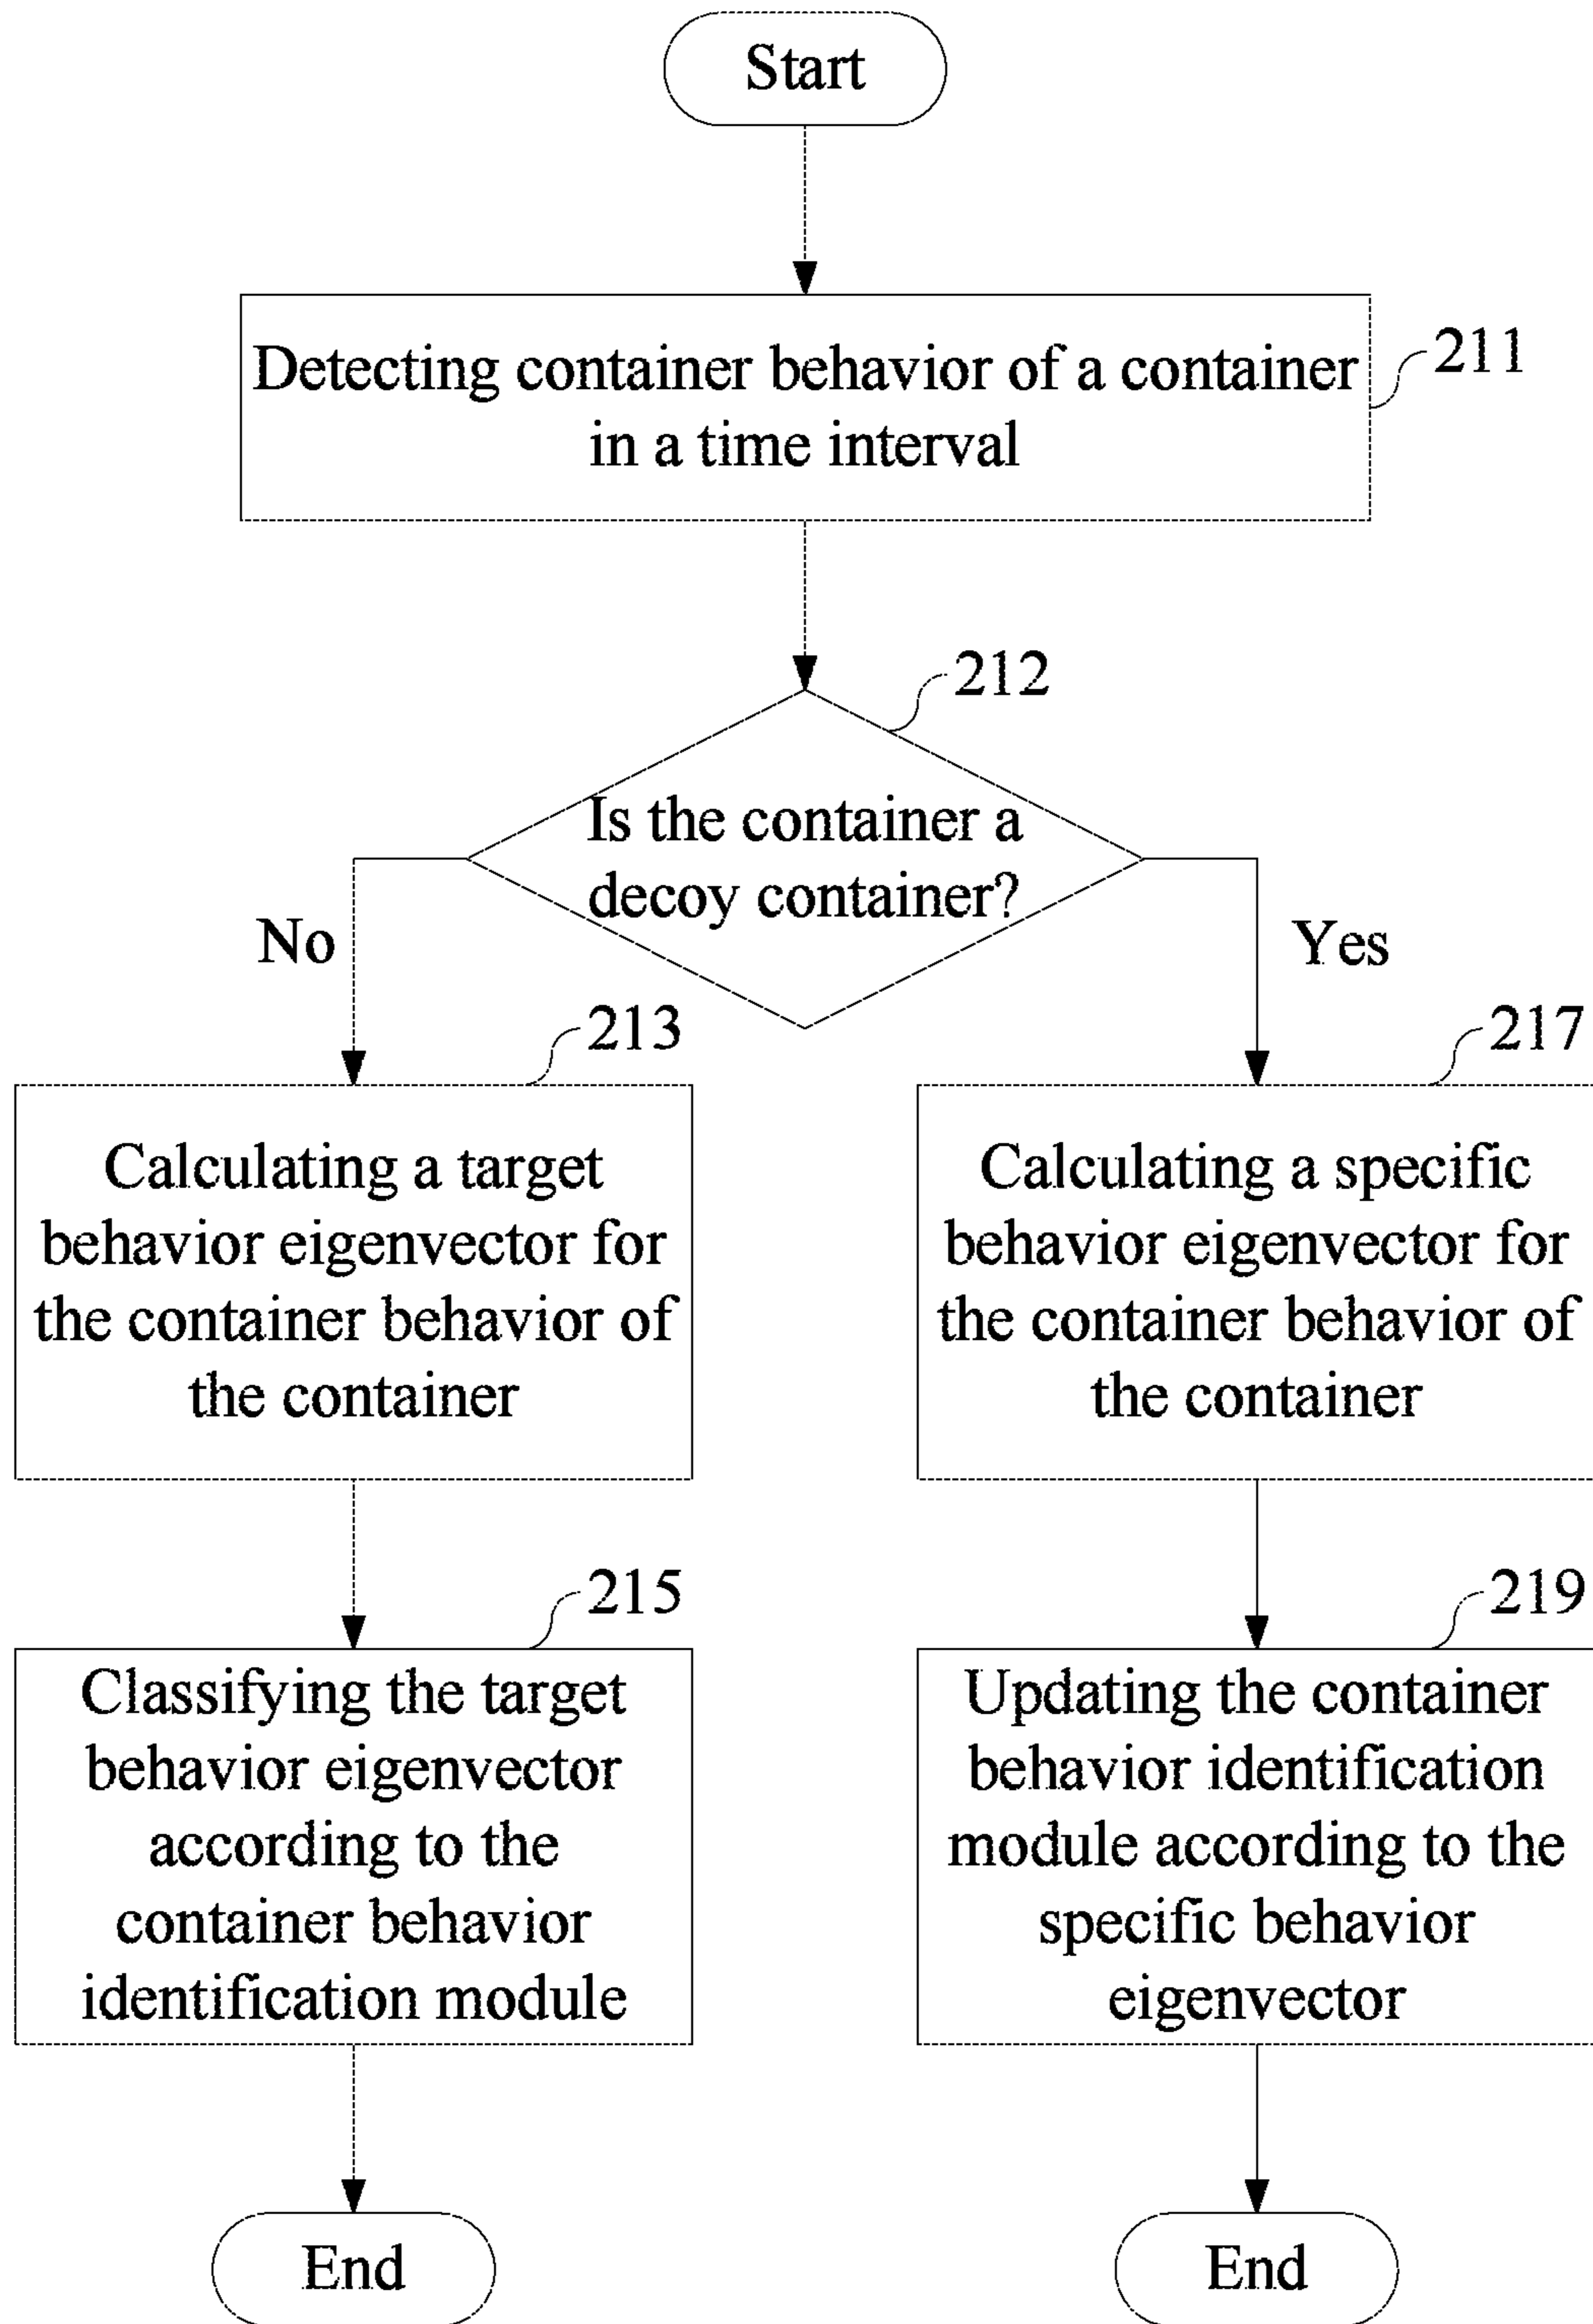 Start
Detecting container behavior of a container
in a time interval
211
212
Is the container a
decoy container?
No
Yes
213
Calculating a target
behavior eigenvector for
the container behavior of
the container
217
Calculating a specific
behavior eigenvector for
the container behavior of
the container
215
Classifying the target
behavior eigenvector
according to the
container behavior
identification module
219
Updating the container
behavior identification
module according to the
specific behavior
eigenvector
End
End